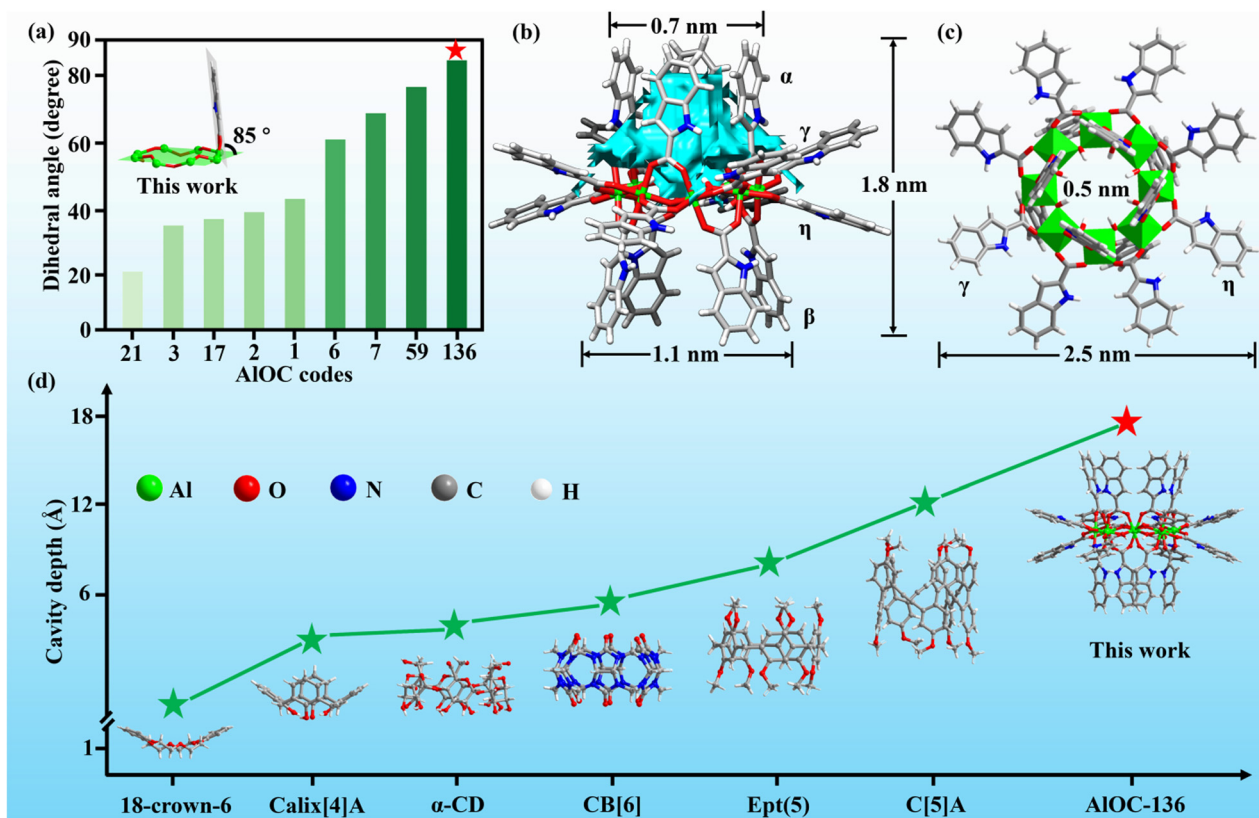 (a)
Dihedral angle (degree)
90
80
60
40
20
0
85 °
This work
21 3 17 2 1 6 7 59 136
AlOC codes
(b)
0.7 nm
α
γ
η
β
1.8 nm
1.1 nm
(c)
0.5 nm
γ
η
2.5 nm
(d)
Cavity depth (Å)
18
12
6
1
Al O N C H
This work
18-crown-6 Calix[4]A α-CD CB[6] Ept(5) C[5]A AlOC-136